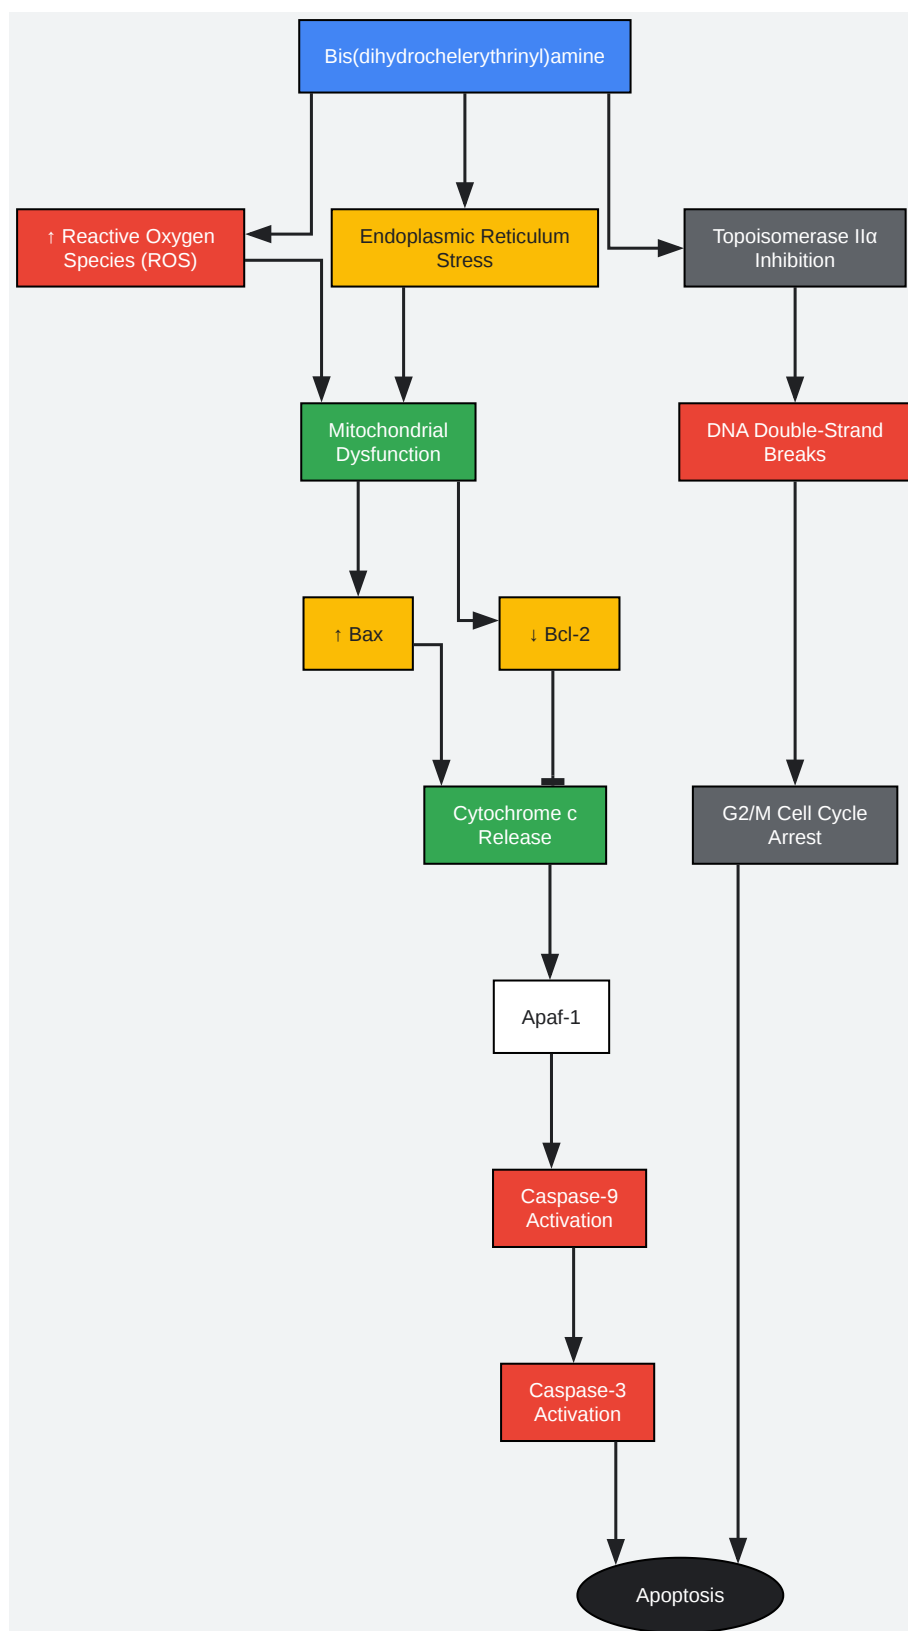 Bis(dihydrochelerythrinyl)amine
↑ Reactive Oxygen
Species (ROS)
Endoplasmic Reticulum
Stress
Topoisomerase IIα
Inhibition
Mitochondrial
Dysfunction
DNA Double-Strand
Breaks
↑ Bax
↓ Bcl-2
Cytochrome c
Release
G2/M Cell Cycle
Arrest
Apaf-1
Caspase-9
Activation
Caspase-3
Activation
Apoptosis